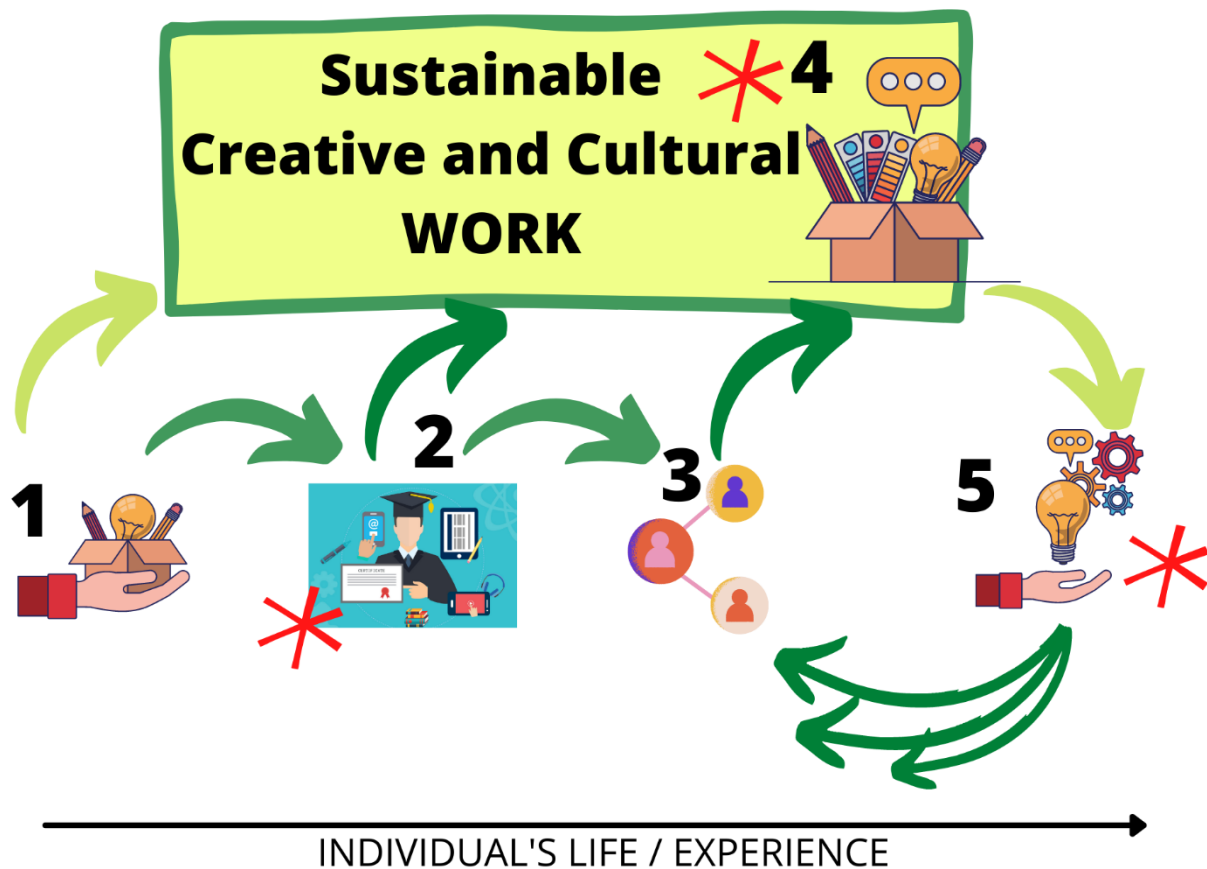 Sustainable 4
Creative and Cultural
WORK
1
2
3
5
@
INDIVIDUAL'S LIFE / EXPERIENCE